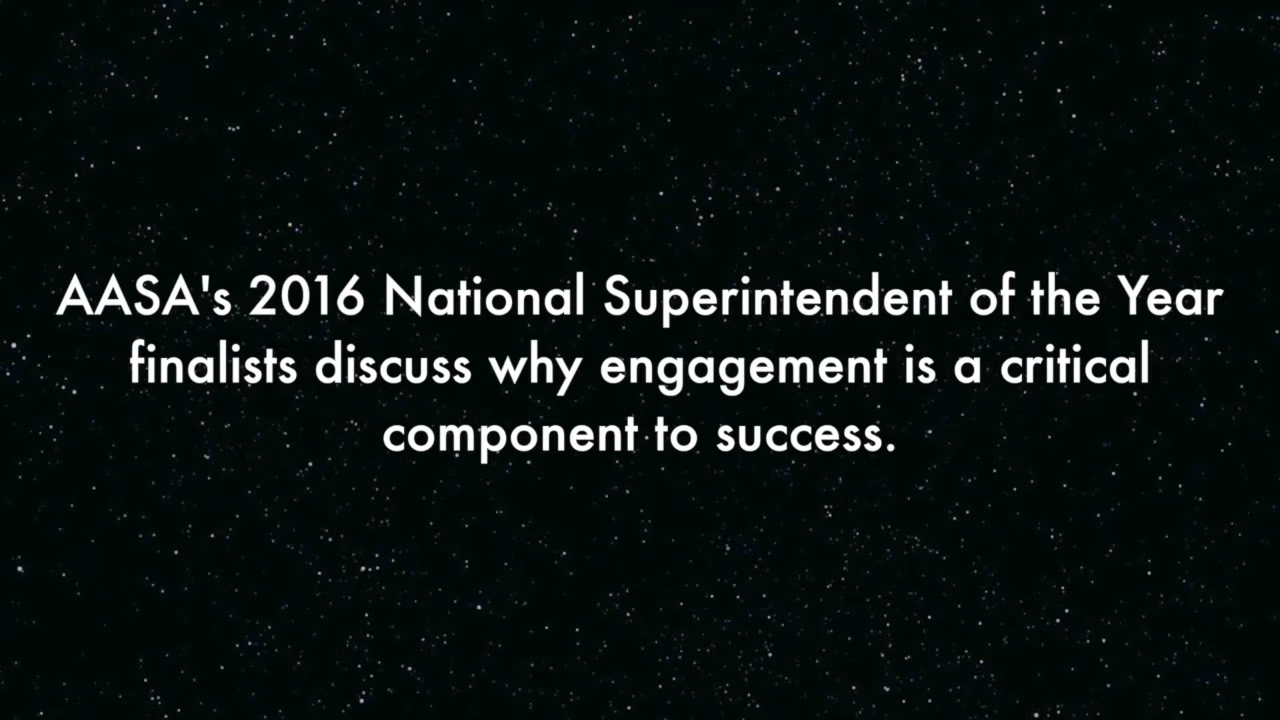 AASA's 2016 National Superintendent of the Year
finalists discuss why engagement is a critical
component to success.